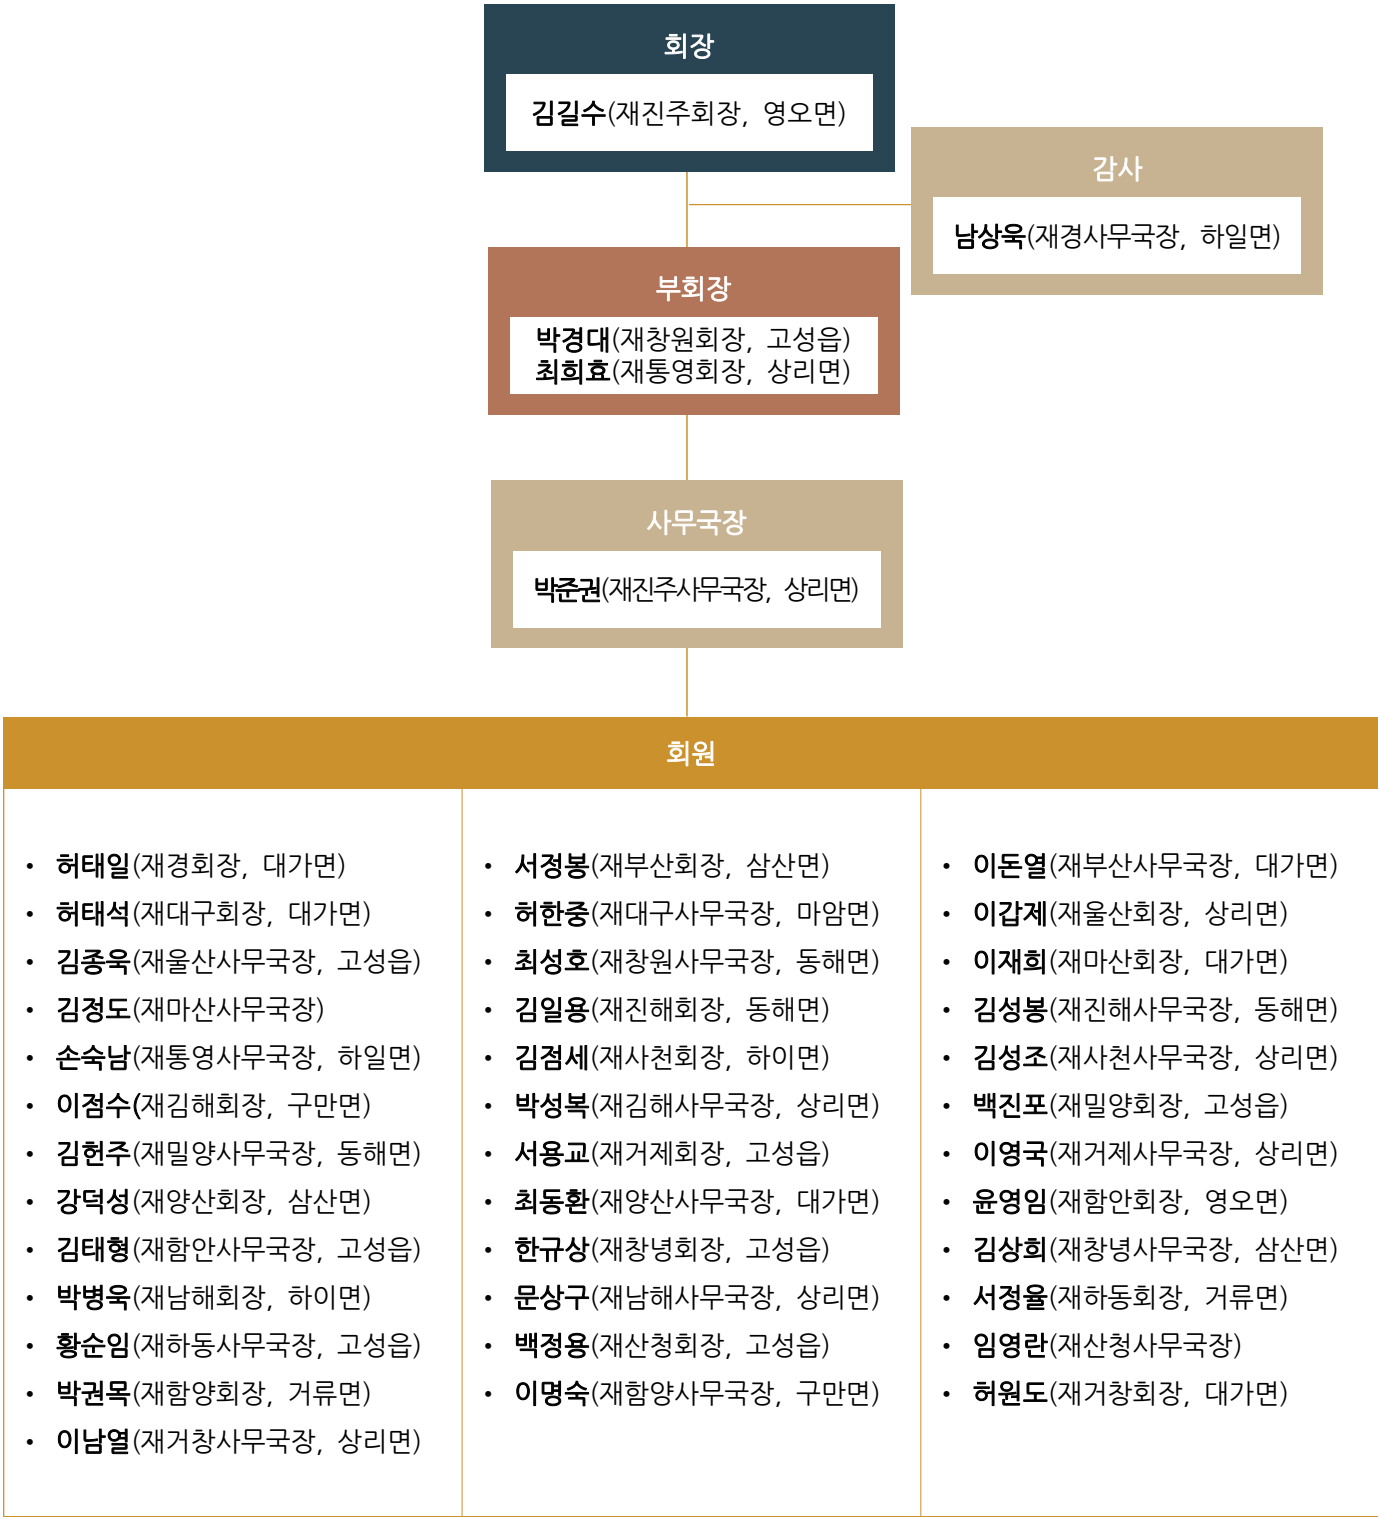 회장
김길수(재진주회장, 영오면)
감사
남상욱(재경사무국장, 하일면)
부회장
박경대(재창원회장, 고성읍)
최희효(재통영회장, 상리면)
사무국장
박준권(재진주사무국장, 상리면)
회원
• 허태일(재경회장, 대가면)
• 허태석(재대구회장, 대가면)
• 김종욱(재울산사무국장, 고성읍)
• 김정도(재마산사무국장)
• 손숙남(재통영사무국장, 하일면)
• 이점수(재김해회장, 구만면)
• 김헌주(재밀양사무국장, 동해면)
• 강덕성(재양산회장, 삼산면)
• 김태형(재함안사무국장, 고성읍)
• 박병욱(재남해회장, 하이면)
• 황순임(재하동사무국장, 고성읍)
• 박권목(재함양회장, 거류면)
• 이남열(재거창사무국장, 상리면)
• 서정봉(재부산회장, 삼산면)
• 허한중(재대구사무국장, 마암면)
• 최성호(재창원사무국장, 동해면)
• 김일용(재진해회장, 동해면)
• 김점세(재사천회장, 하이면)
• 박성복(재김해사무국장, 상리면)
• 서용교(재거제회장, 고성읍)
• 최동환(재양산사무국장, 대가면)
• 한규상(재창녕회장, 고성읍)
• 문상구(재남해사무국장, 상리면)
• 백정용(재산청회장, 고성읍)
• 이명숙(재함양사무국장, 구만면)
• 이돈열(재부산사무국장, 대가면)
• 이갑제(재울산회장, 상리면)
• 이재희(재마산회장, 대가면)
• 김성봉(재진해사무국장, 동해면)
• 김성조(재사천사무국장, 상리면)
• 백진포(재밀양회장, 고성읍)
• 이영국(재거제사무국장, 상리면)
• 윤영임(재함안회장, 영오면)
• 김상희(재창녕사무국장, 삼산면)
• 서정율(재하동회장, 거류면)
• 임영란(재산청사무국장)
• 허원도(재거창회장, 대가면)